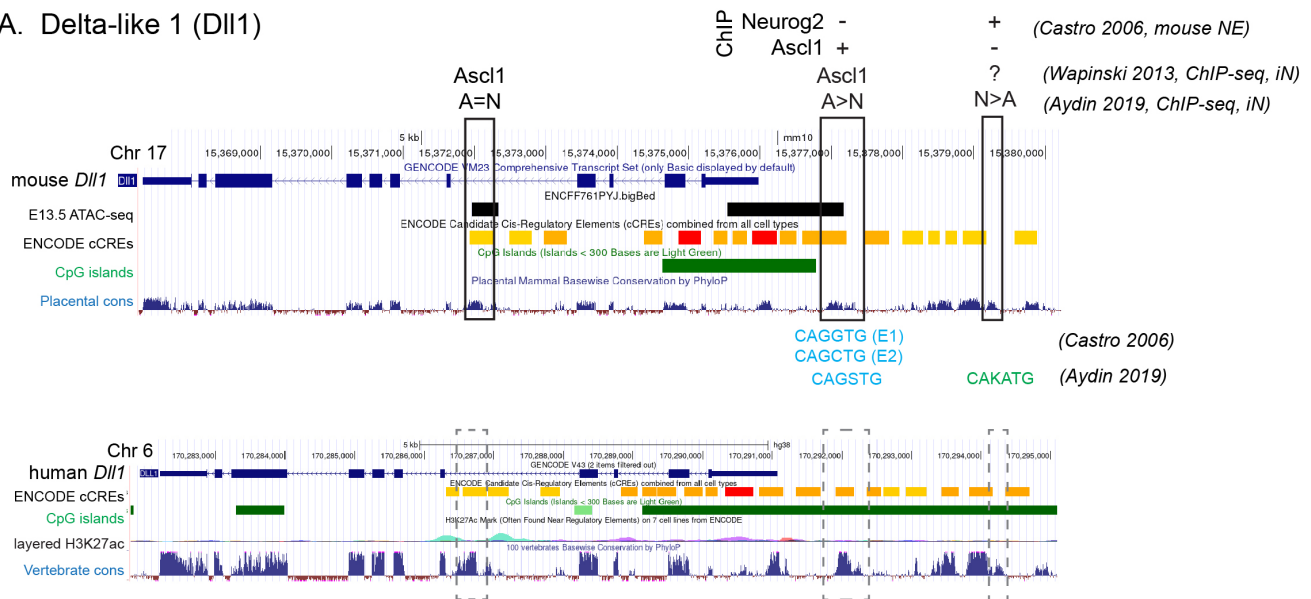 A. Delta-like 1 (Dll1)
ChIP
Neurog2 - + (Castro 2006, mouse NE)
Ascl1 + -
Ascl1 Ascl1 ? (Wapinski 2013, ChIP-seq, iN)
A=N A>N N>A (Aydin 2019, ChIP-seq, iN)
5 kb mm10
Chr 17 15,369,000 15,370,000 15,371,000 15,372,000 15,373,000 15,374,000 15,375,000 15,376,000 15,377,000 15,378,000 15,379,000 15,380,000
GENCODE VM23 Comprehensive Transcript Set (only Basic displayed by default)
mouse Dll1 Dll1
ENCFF761PYJ.bigBed
E13.5 ATAC-seq
ENCODE Candidate Cis-Regulatory Elements (cCREs) combined from all cell types
ENCODE cCREs
CpG Islands (Islands < 300 Bases are Light Green)
CpG islands
Placental Mammal Basewise Conservation by PhyloP
Placental cons
CAGGTG (E1) (Castro 2006)
CAGCTG (E2)
CAGSTG CAKATG (Aydin 2019)
5 kb hg38
Chr 6 170,283,000 170,284,000 170,285,000 170,286,000 170,287,000 170,288,000 170,289,000 170,290,000 170,291,000 170,292,000 170,293,000 170,294,000 170,295,000
GENCODE V43 (2 items filtered out)
human Dll1 DLL1
ENCODE Candidate Cis-Regulatory Elements (cCREs) combined from all cell types
ENCODE cCREs
CpG Islands (Islands < 300 Bases are Light Green)
CpG islands
H3K27Ac Mark (Often Found Near Regulatory Elements) on 7 cell lines from ENCODE
layered H3K27ac
100 vertebrates Basewise Conservation by PhyloP
Vertebrate cons